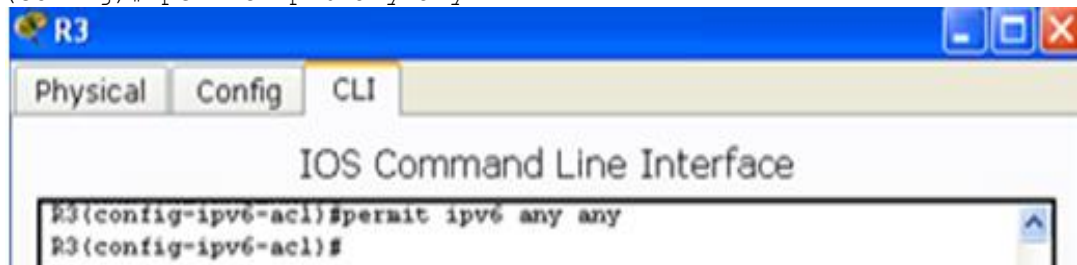 R3
Physical Config CLI
IOS Command Line Interface
R3(config-ipv6-acl)#permit ipv6 any any
R3(config-ipv6-acl)#